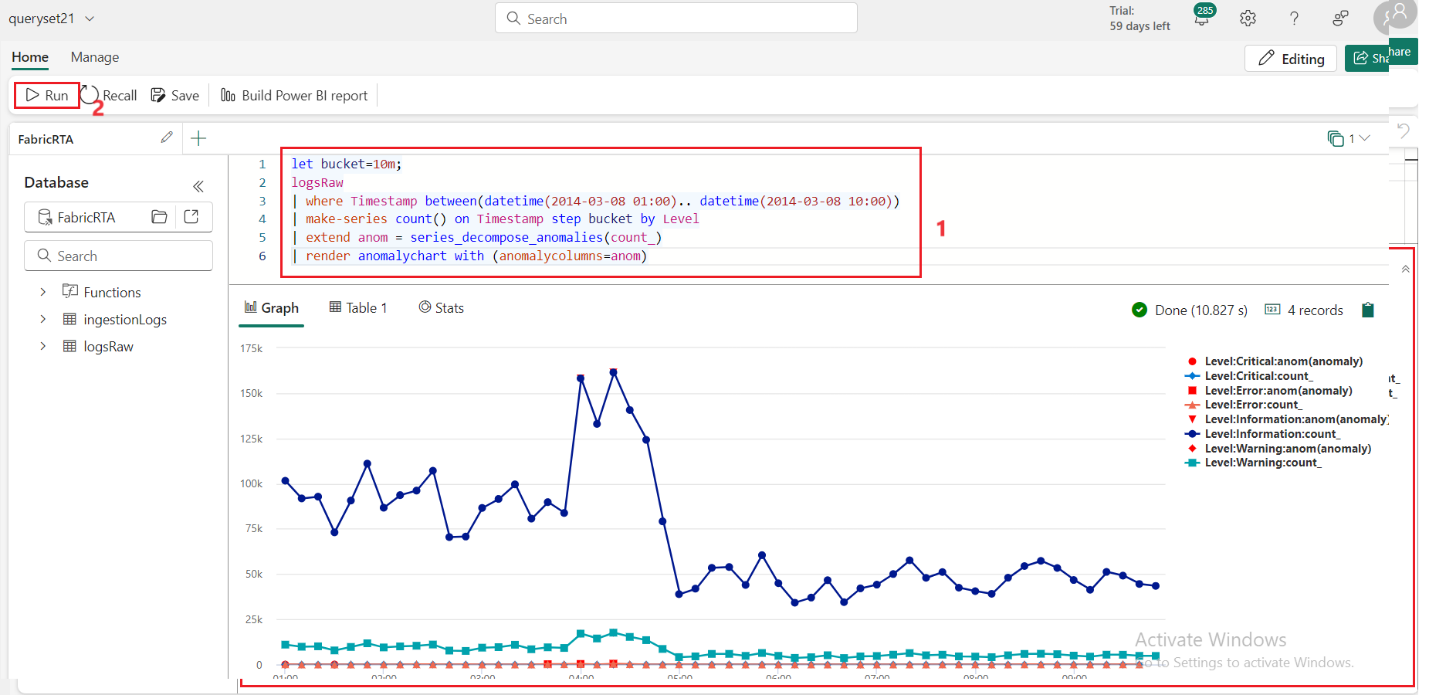 queryset21
Search
Trial:
59 days left
285
Home
Manage
Editing
Sha
hare
Run
2
Recall
Save
Build Power BI report
FabricRTA
1
Database
FabricRTA
Search
Functions
ingestionLogs
logsRaw
1 let bucket=10m;
2 logsRaw
3 | where Timestamp between(datetime(2014-03-08 01:00).. datetime(2014-03-08 10:00))
4 | make-series count() on Timestamp step bucket by Level
5 | extend anom = series_decompose_anomalies(count_)
6 | render anomalychart with (anomalycolumns=anom)
1
Graph
Table 1
Stats
Done (10.827 s)
123
4 records
175k
150k
125k
100k
75k
50k
25k
0
01:00
02:00
03:00
04:00
05:00
06:00
07:00
08:00
09:00
Level:Critical:anom(anomaly)
Level:Critical:count_
Level:Error:anom(anomaly)
Level:Error:count_
Level:Information:anom(anomaly)
Level:Information:count_
Level:Warning:anom(anomaly)
Level:Warning:count_
t_
t_
Activate Windows
Go to Settings to activate Windows.